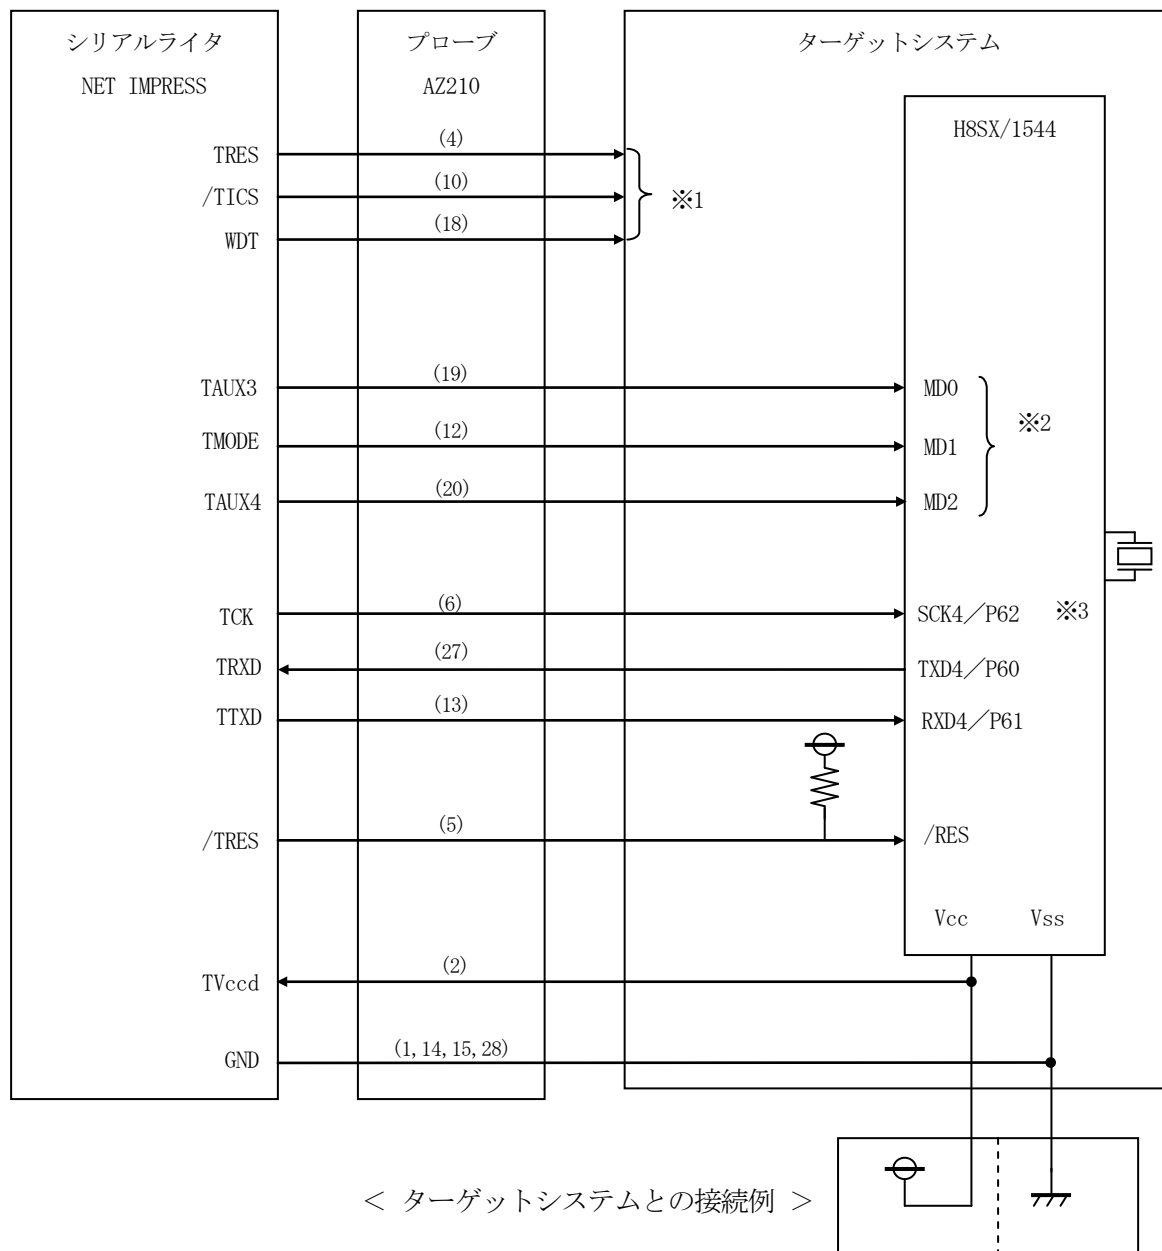 シリアルライタ
NET IMPRESS
プローブ
AZ210
ターゲットシステム
H8SX/1544
TRES
(4)
/TICS
(10)
※1
WDT
(18)
TAUX3
(19)
MD0
※2
TMODE
(12)
MD1
TAUX4
(20)
MD2
TCK
(6)
SCK4／P62
※3
TRXD
(27)
TXD4／P60
TTXD
(13)
RXD4／P61
/TRES
(5)
/RES
Vcc
Vss
TVccd
(2)
GND
(1,14,15,28)
＜ ターゲットシステムとの接続例 ＞